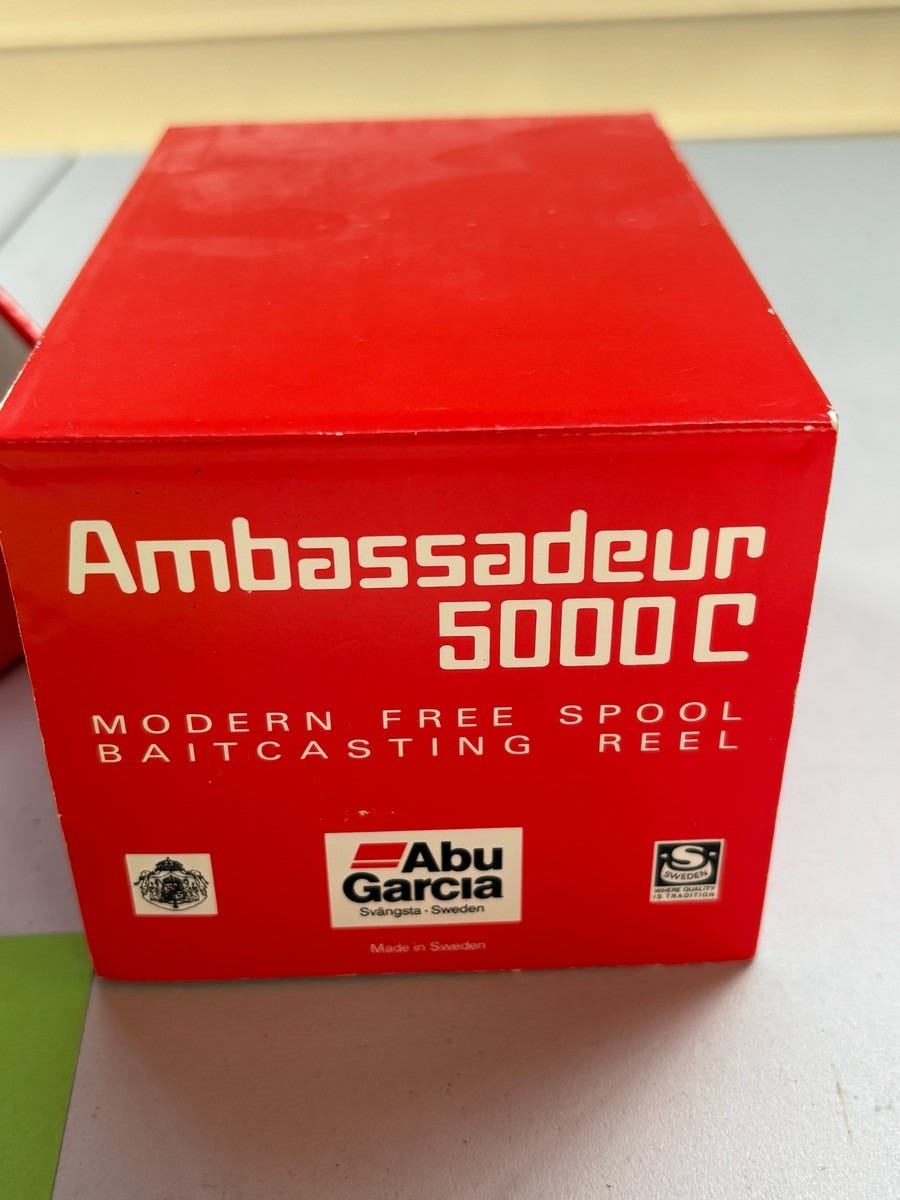 Ambassadeur
5000 C
MODERN FREE SPOOL
BAITCASTING REEL
Abu
Garcia
Svängsta · Sweden
S
SWEDEN
WHERE QUALITY
IS TRADITION
Made in Sweden